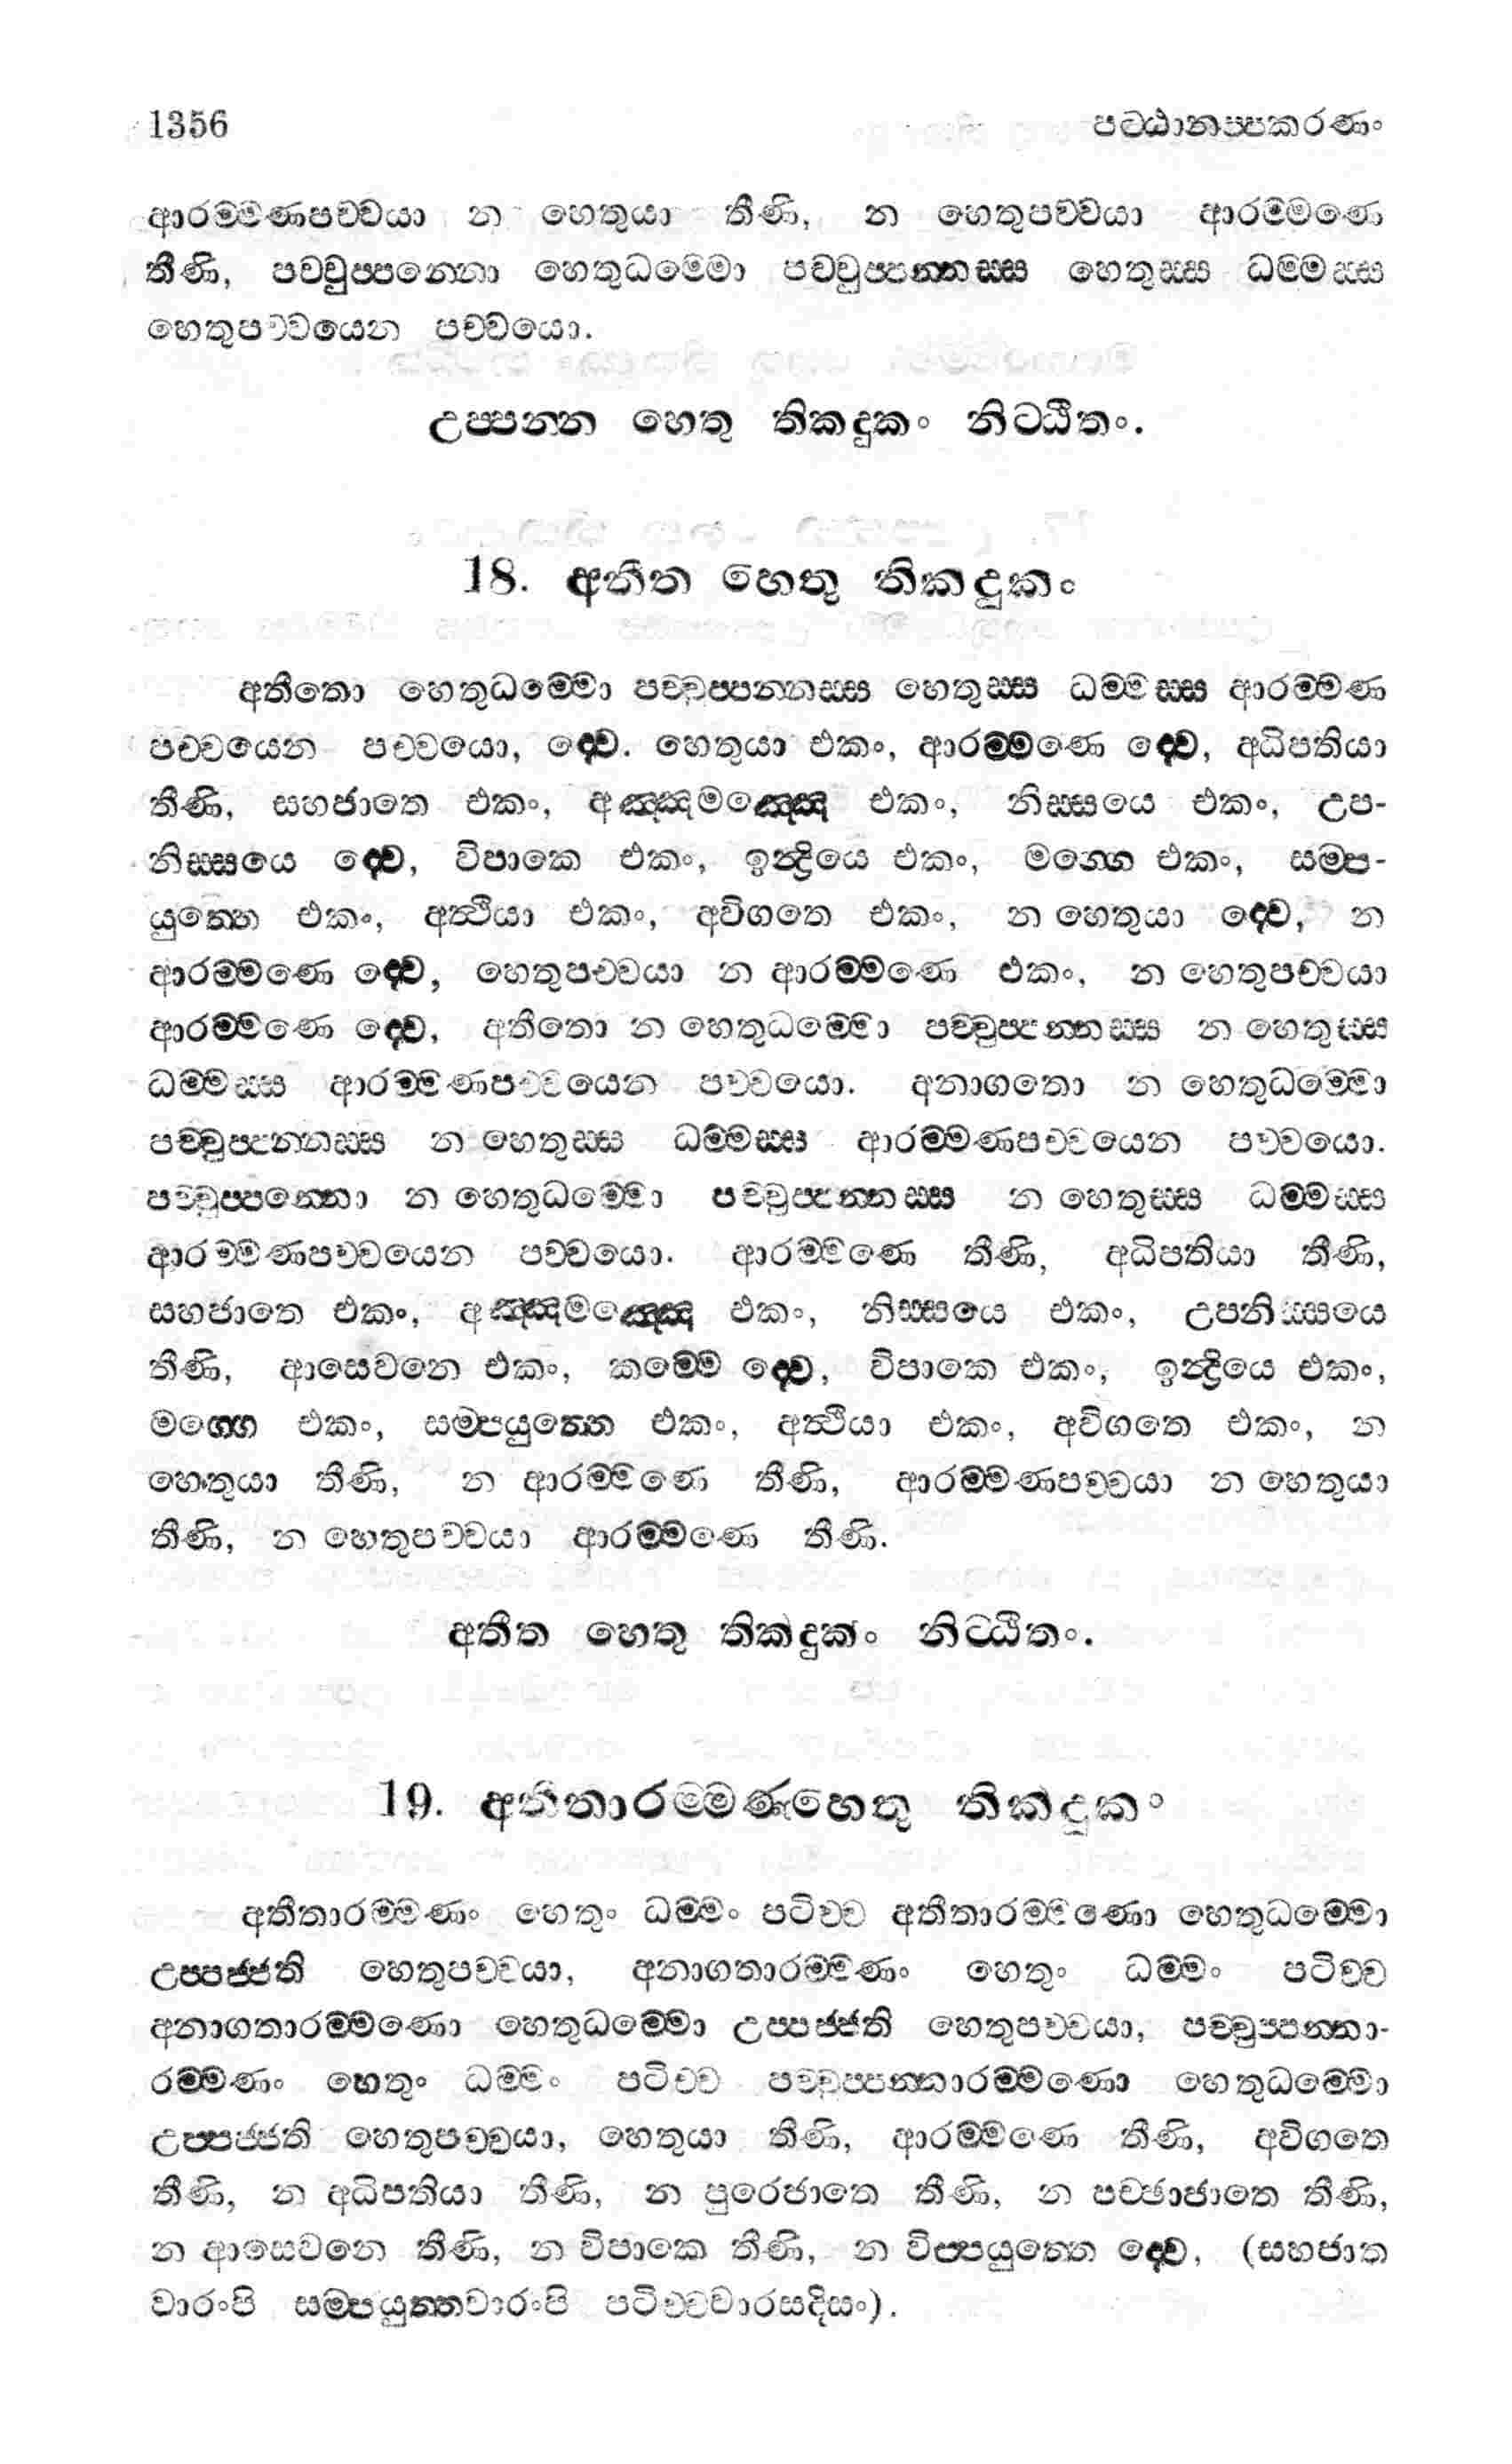 1356 පට්ඨානප්පකරණං
ආරම්මණපච්චයා න හෙතුයා තීණි, න හෙතුපච්චයා ආරම්මණෙ
තීණි, පච්චුප්පන්නො හෙතුධම්මො පච්චුප්පන්නස්ස හෙතුස්ස ධම්මස්ස
හෙතුපච්චයෙන පච්චයො.
උප්පන්න හෙතු තිකදුකං නිට්ඨීතං.
18. අතීත හෙතු තිකදුකං
අතීතො හෙතුධම්මො පච්චුප්පන්නස්ස හෙතුස්ස ධම්මස්ස ආරම්මණ
පච්චයෙන පච්චයො, ද්වෙ. හෙතුයා එකං, ආරම්මණෙ ද්වෙ, අධිපතියා
තීණි, සහජාතෙ එකං, අඤ්ඤමඤ්ඤෙ එකං, නිස්සයෙ එකං, උප-
නිස්සයෙ ද්වෙ, විපාකෙ එකං, ඉන්ද්‍රියෙ එකං, මග්ගෙ එකං, සම්ප-
යුත්තෙ එකං, අත්ථියා එකං, අවිගතෙ එකං, න හෙතුයා ද්වෙ, න
ආරම්මණෙ ද්වෙ, හෙතුපච්චයා න ආරම්මණෙ එකං, න හෙතුපච්චයා
ආරම්මණෙ ද්වෙ, අතීතො න හෙතුධම්මො පච්චුප්පන්නස්ස න හෙතුස්ස
ධම්මස්ස ආරම්මණපච්චයෙන පච්චයො. අනාගතො න හෙතුධම්මො
පච්චුප්පන්නස්ස න හෙතුස්ස ධම්මස්ස ආරම්මණපච්චයෙන පච්චයො.
පච්චුප්පන්නො න හෙතුධම්මො පච්චුප්පන්නස්ස න හෙතුස්ස ධම්මස්ස
ආරම්මණපච්චයෙන පච්චයො. ආරම්මණෙ තීණි, අධිපතියා තීණි,
සහජාතෙ එකං, අඤ්ඤමඤ්ඤෙ එකං, නිස්සයෙ එකං, උපනිස්සයෙ
තීණි, ආසෙවනෙ එකං, කම්මෙ ද්වෙ, විපාකෙ එකං, ඉන්ද්‍රියෙ එකං,
මග්ගෙ එකං, සම්පයුත්තෙ එකං, අත්ථියා එකං, අවිගතෙ එකං, න
හෙතුයා තීණි, න ආරම්මණෙ තීණි, ආරම්මණපච්චයා න හෙතුයා
තීණි, න හෙතුපච්චයා ආරම්මණෙ තීණි.
අතීත හෙතු තිකදුකං නිට්ඨීතං.
19. අතීතාරම්මණහෙතු තිකදුකං
අතීතාරම්මණං හෙතුං ධම්මං පටිච්ච අතීතාරම්මණො හෙතුධම්මො
උප්පජ්ජති හෙතුපච්චයා, අනාගතාරම්මණං හෙතුං ධම්මං පටිච්ච
අනාගතාරම්මණො හෙතුධම්මො උප්පජ්ජති හෙතුපච්චයා, පච්චුප්පන්නා-
රම්මණං හෙතුං ධම්මං පටිච්ච පච්චුප්පන්නාරම්මණො හෙතුධම්මො
උප්පජ්ජති හෙතුපච්චයා, හෙතුයා තීණි, ආරම්මණෙ තීණි, අවිගතෙ
තීණි, න අධිපතියා තීණි, න පුරෙජාතෙ තීණි, න පච්ඡාජාතෙ තීණි,
න ආසෙවනෙ තීණි, න විපාකෙ තීණි, න විප්පයුත්තෙ ද්වෙ, (සහජාත
වාරංපි සම්පයුත්තවාරංපි පටිච්චවාරසදිසං).